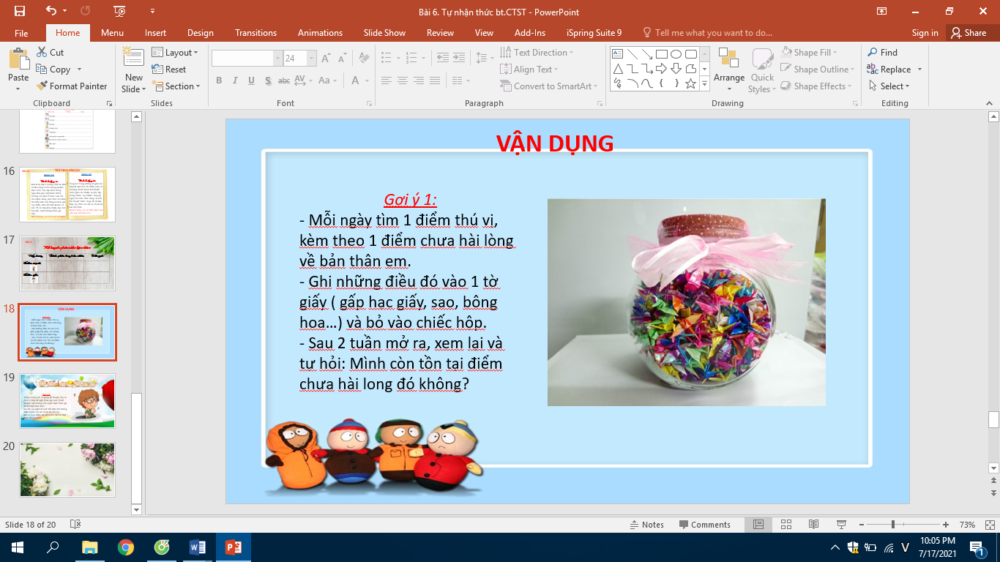 Bài 6. Tự nhận thức bt.CTST - PowerPoint
File Home Menu Insert Design Transitions Animations Slide Show Review View Add-Ins iSpring Suite 9 Tell me what you want to do... Sign in Share
Cut
Copy
Format Painter
Paste
Clipboard
New Slide
Layout
Reset
Section
Slides
24
B I U S abc AV Aa A
Font
Text Direction
Align Text
Convert to SmartArt
Paragraph
Arrange
Quick Styles
Shape Fill
Shape Outline
Shape Effects
Drawing
Find
Replace
Select
Editing
16
17
18
19
20
VẬN DỤNG
Gợi ý 1:
- Mỗi ngày tìm 1 điểm thú vị,
kèm theo 1 điểm chưa hài lòng
về bản thân em.
- Ghi những điều đó vào 1 tờ
giấy ( gấp hạc giấy, sao, bông
hoa...) và bỏ vào chiếc hộp.
- Sau 2 tuần mở ra, xem lại và
tự hỏi: Mình còn tồn tại điểm
chưa hài long đó không?
Slide 18 of 20
Notes Comments 73%
V 10:05 PM
7/17/2021
1